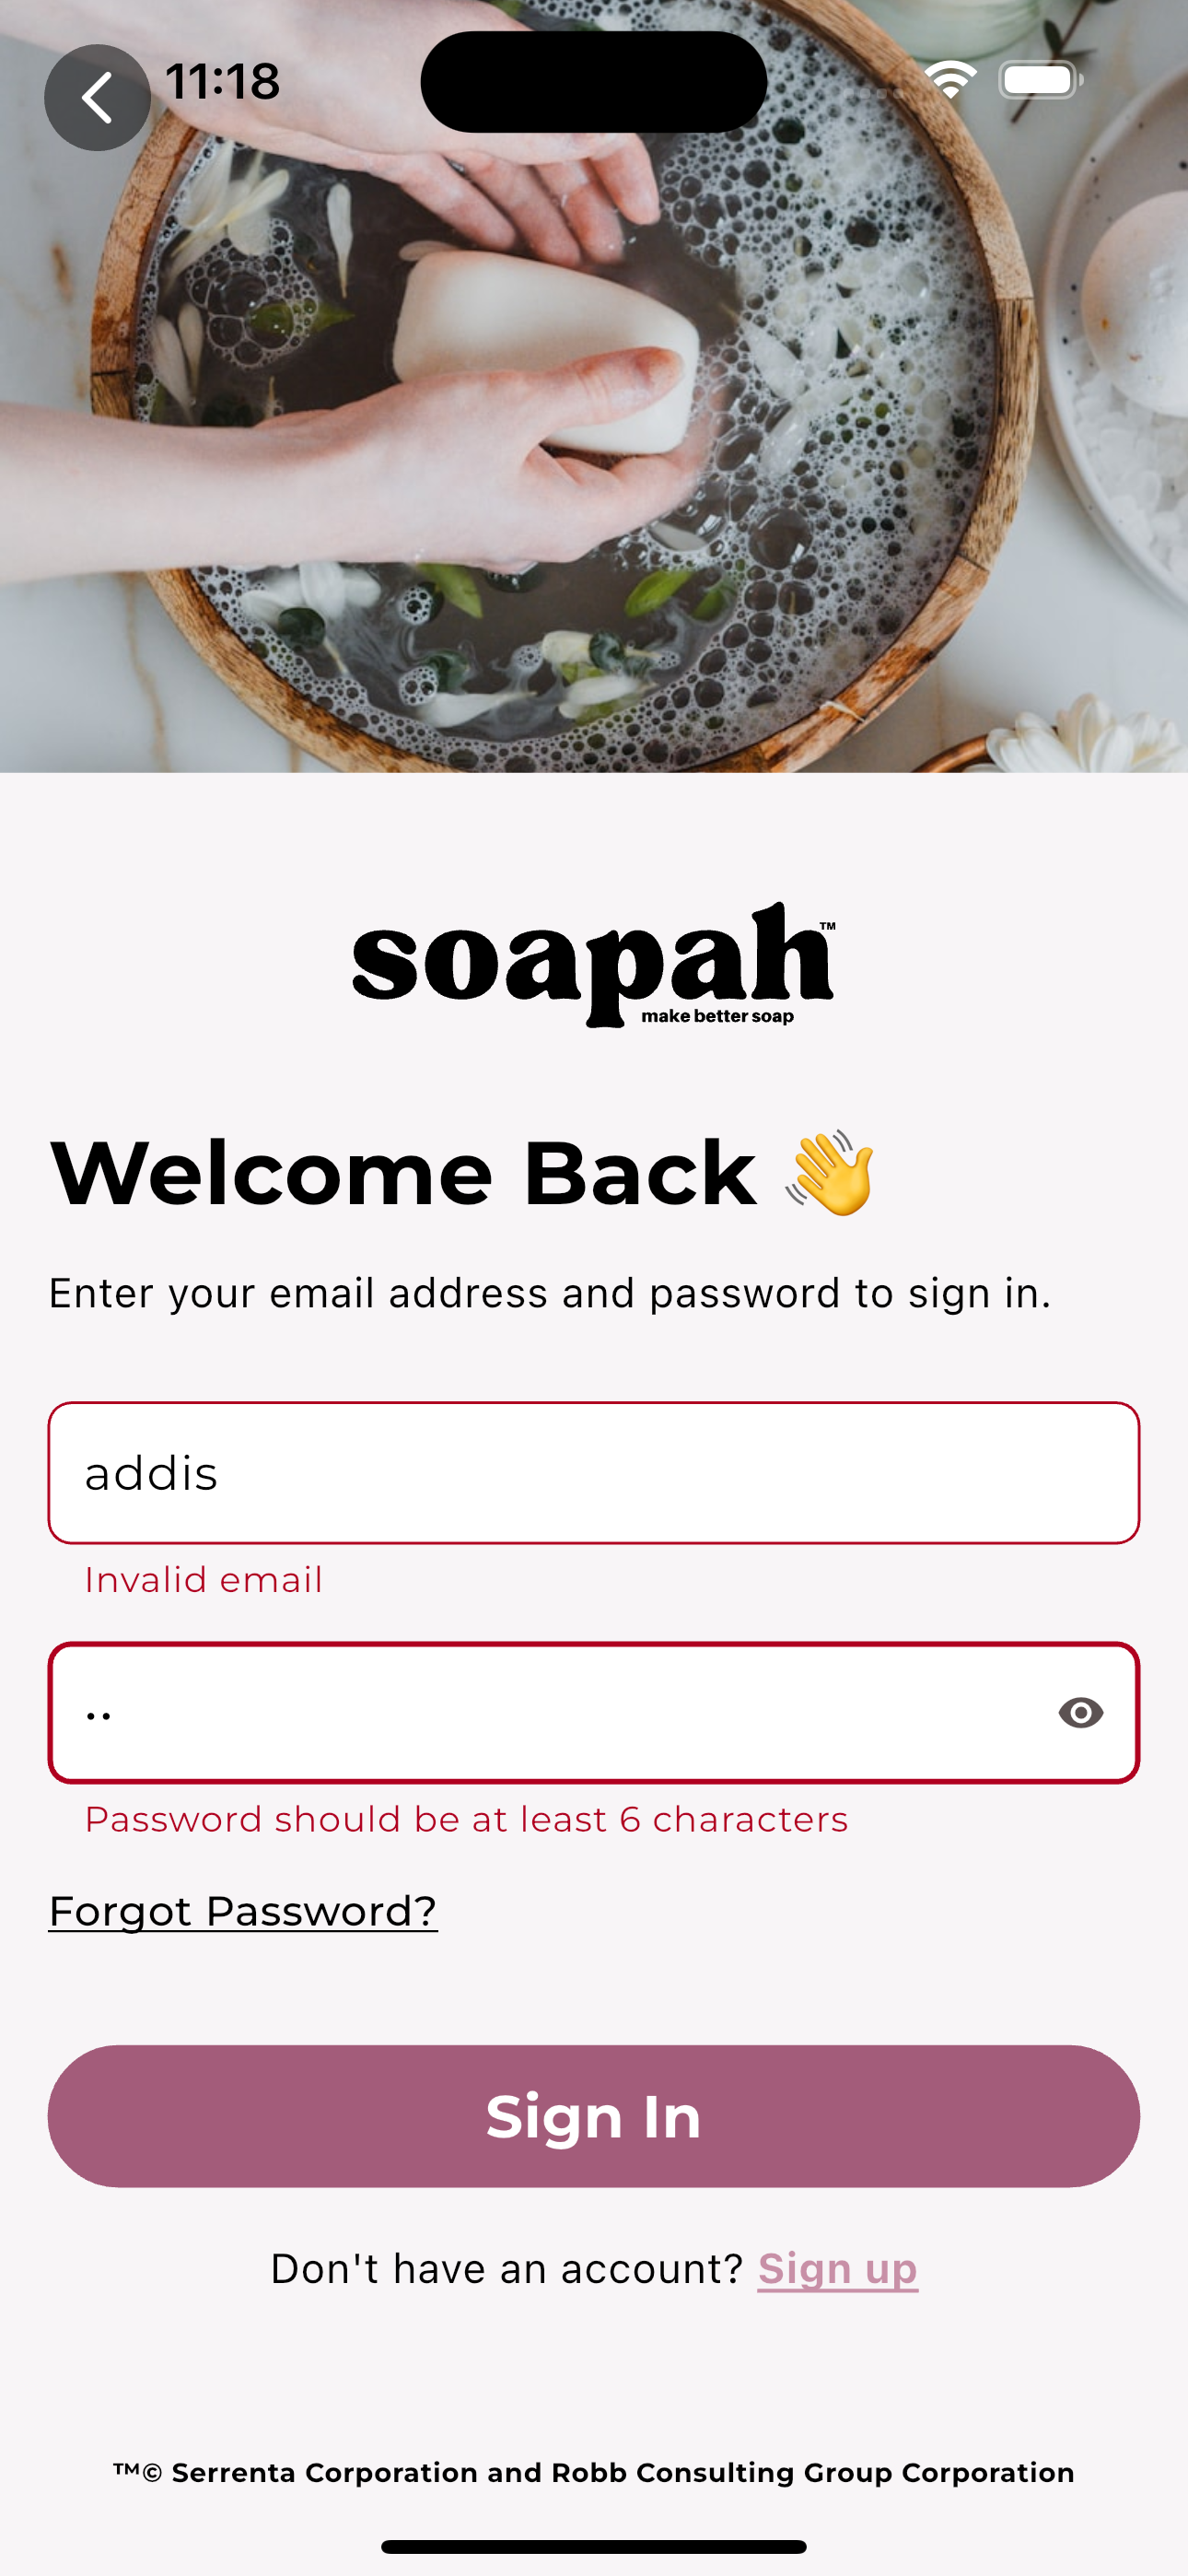 11:18
soapah™
make better soap
Welcome Back 👋
Enter your email address and password to sign in.
addis
Invalid email
••
Password should be at least 6 characters
Forgot Password?
Sign In
Don't have an account? Sign up
™© Serrenta Corporation and Robb Consulting Group Corporation